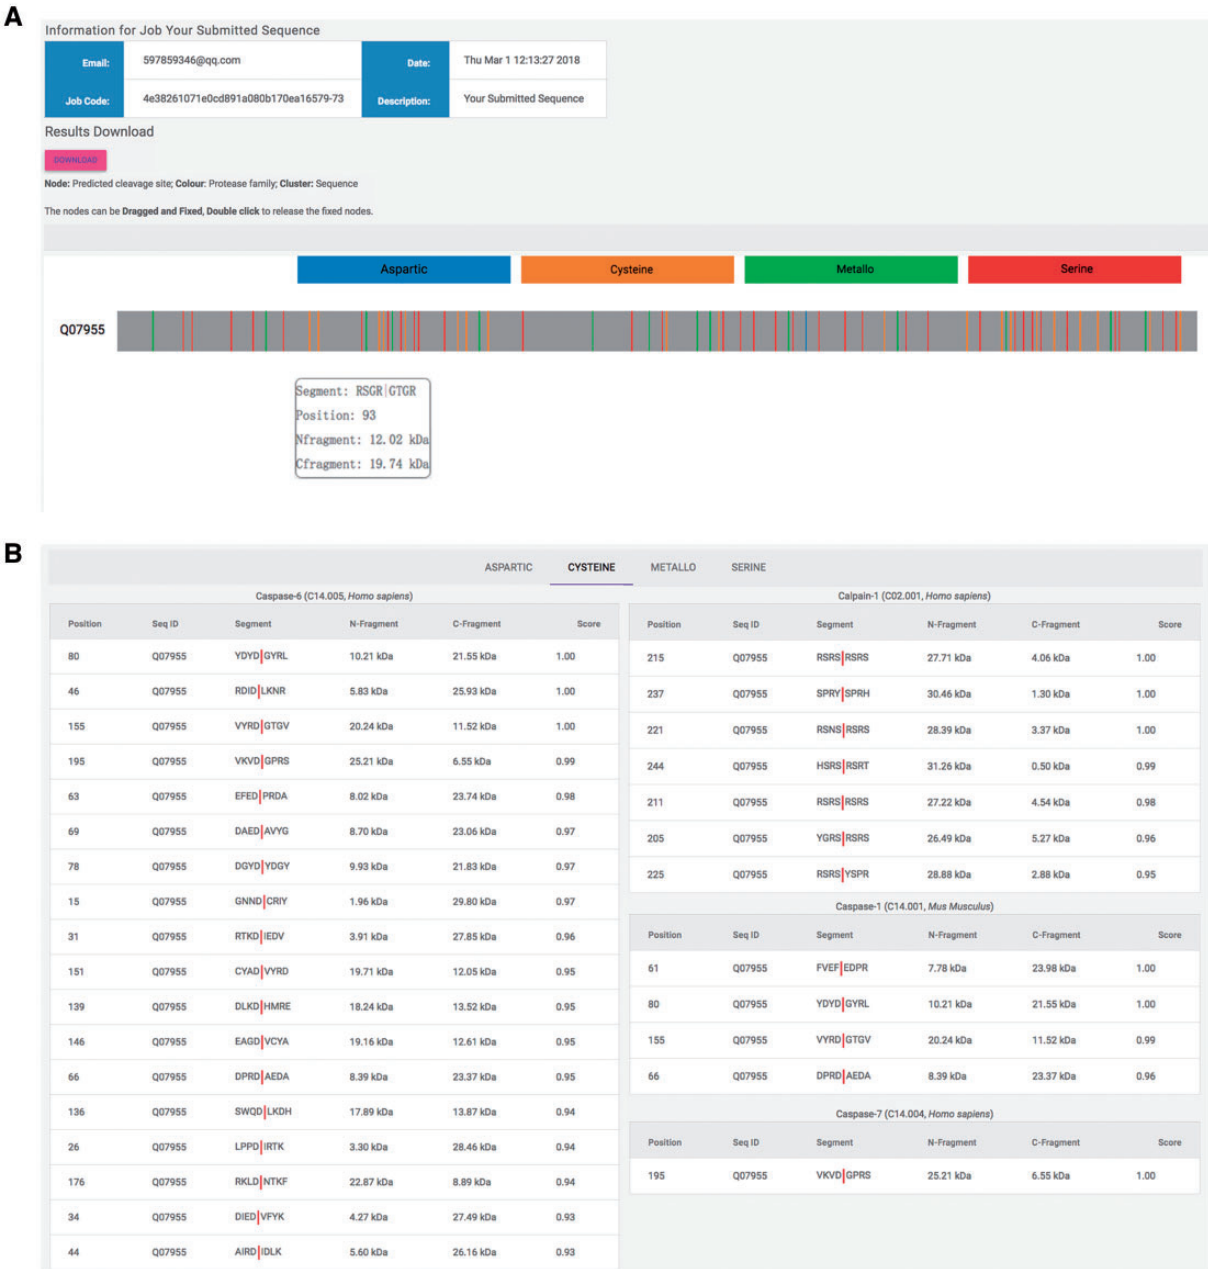 A
Information for Job Your Submitted Sequence
Email: 597859346@qq.com Date: Thu Mar 1 12:13:27 2018
Job Code: 4e38261071e0cd891a080b170ea16579-73 Description: Your Submitted Sequence
Results Download
DOWNLOAD
Node: Predicted cleavage site; Colour: Protease family; Cluster: Sequence
The nodes can be Dragged and Fixed, Double click to release the fixed nodes.
Aspartic Cysteine Metallo Serine
Q07955
Segment: RSGR|GTGR
Position: 93
Nfragment: 12.02 kDa
Cfragment: 19.74 kDa
B
ASPARTIC CYSTEINE METALLO SERINE
Caspase-6 (C14.005, Homo sapiens)
Position Seq ID Segment N-Fragment C-Fragment Score
80 Q07955 YDYD|GYRL 10.21 kDa 21.55 kDa 1.00
46 Q07955 RDID|LKNR 5.83 kDa 25.93 kDa 1.00
155 Q07955 VYRD|GTGV 20.24 kDa 11.52 kDa 1.00
195 Q07955 VKVD|GPRS 25.21 kDa 6.55 kDa 0.99
63 Q07955 EFED|PRDA 8.02 kDa 23.74 kDa 0.98
69 Q07955 DAED|AVYG 8.70 kDa 23.06 kDa 0.97
78 Q07955 DGYD|YDGY 9.93 kDa 21.83 kDa 0.97
15 Q07955 GNND|CRIY 1.96 kDa 29.80 kDa 0.97
31 Q07955 RTKD|IEDV 3.91 kDa 27.85 kDa 0.96
151 Q07955 CYAD|VYRD 19.71 kDa 12.05 kDa 0.95
139 Q07955 DLKD|HMRE 18.24 kDa 13.52 kDa 0.95
146 Q07955 EAGD|VCYA 19.16 kDa 12.61 kDa 0.95
66 Q07955 DPRD|AEDA 8.39 kDa 23.37 kDa 0.95
136 Q07955 SWQD|LKDH 17.89 kDa 13.87 kDa 0.94
26 Q07955 LPPD|IRTK 3.30 kDa 28.46 kDa 0.94
176 Q07955 RKLD|NTKF 22.87 kDa 8.89 kDa 0.94
34 Q07955 DIED|VFYK 4.27 kDa 27.49 kDa 0.93
44 Q07955 AIRD|IDLK 5.60 kDa 26.16 kDa 0.93
Calpain-1 (C02.001, Homo sapiens)
Position Seq ID Segment N-Fragment C-Fragment Score
215 Q07955 RSRS|RSRS 27.71 kDa 4.06 kDa 1.00
237 Q07955 SPRY|SPRH 30.46 kDa 1.30 kDa 1.00
221 Q07955 RSNS|RSRS 28.39 kDa 3.37 kDa 1.00
244 Q07955 HSRS|RSRT 31.26 kDa 0.50 kDa 0.99
211 Q07955 RSRS|RSRS 27.22 kDa 4.54 kDa 0.98
205 Q07955 YGRS|RSRS 26.49 kDa 5.27 kDa 0.96
225 Q07955 RSRS|YSPR 28.88 kDa 2.88 kDa 0.95
Caspase-1 (C14.001, Mus Musculus)
Position Seq ID Segment N-Fragment C-Fragment Score
61 Q07955 FVEF|EDPR 7.78 kDa 23.98 kDa 1.00
80 Q07955 YDYD|GYRL 10.21 kDa 21.55 kDa 1.00
155 Q07955 VYRD|GTGV 20.24 kDa 11.52 kDa 0.99
66 Q07955 DPRD|AEDA 8.39 kDa 23.37 kDa 0.96
Caspase-7 (C14.004, Homo sapiens)
Position Seq ID Segment N-Fragment C-Fragment Score
195 Q07955 VKVD|GPRS 25.21 kDa 6.55 kDa 1.00